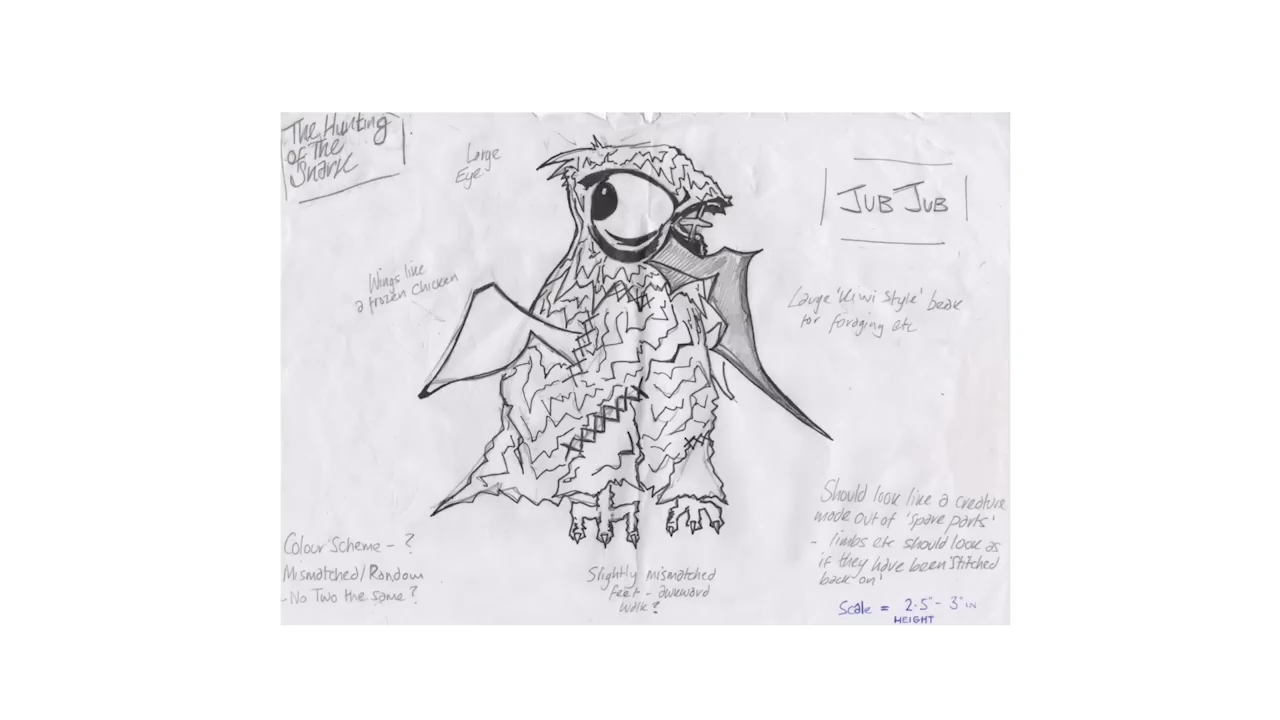 The Hunting
of The
Snark
Large
Eye
JUB JUB
Wings like
a frozen chicken
Large 'Kiwi Style' beak
for foraging etc
Should look like a creature
made out of 'spare parts'
- limbs etc should look as
if they have been 'stitched
back on'
Colour Scheme - ?
Mismatched/Random
- No Two the same?
Slightly mismatched
feet - awkward
walk?
Scale = 2.5" - 3" IN
HEIGHT